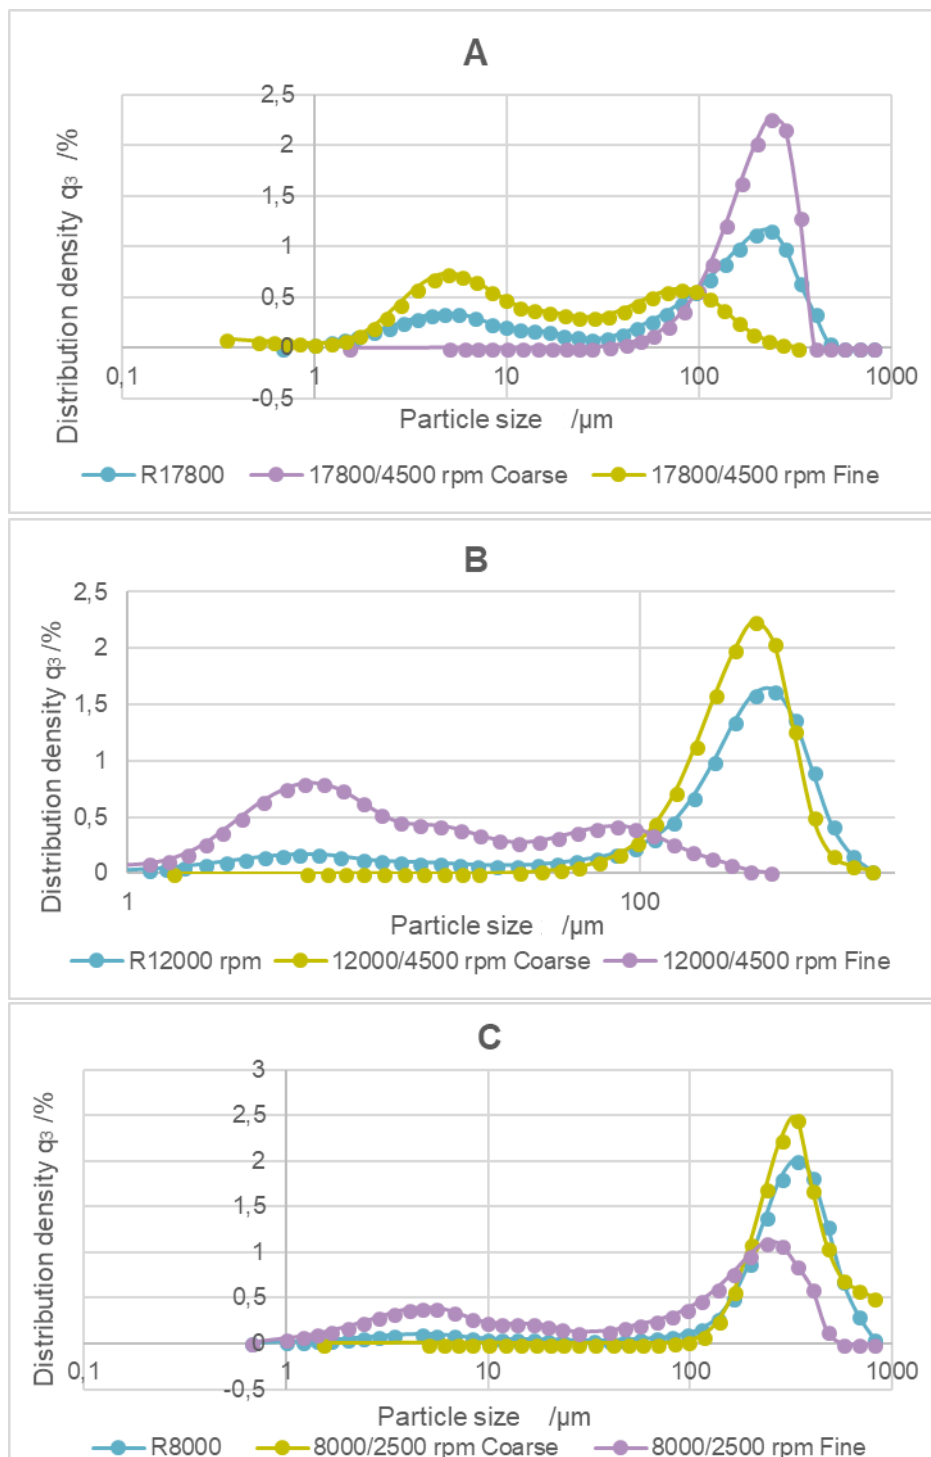 A
2,5
2
1,5
1
0,5
0
-0,5
0,1 1 10 100 1000
Distribution density q3 /%
Particle size /µm
R17800 17800/4500 rpm Coarse 17800/4500 rpm Fine
B
2,5
2
1,5
1
0,5
0
1 100
Distribution density q3 /%
Particle size /µm
R12000 rpm 12000/4500 rpm Coarse 12000/4500 rpm Fine
C
3
2,5
2
1,5
1
0,5
0
-0,5
0,1 1 10 100 1000
Distribution density q3 /%
Particle size /µm
R8000 8000/2500 rpm Coarse 8000/2500 rpm Fine